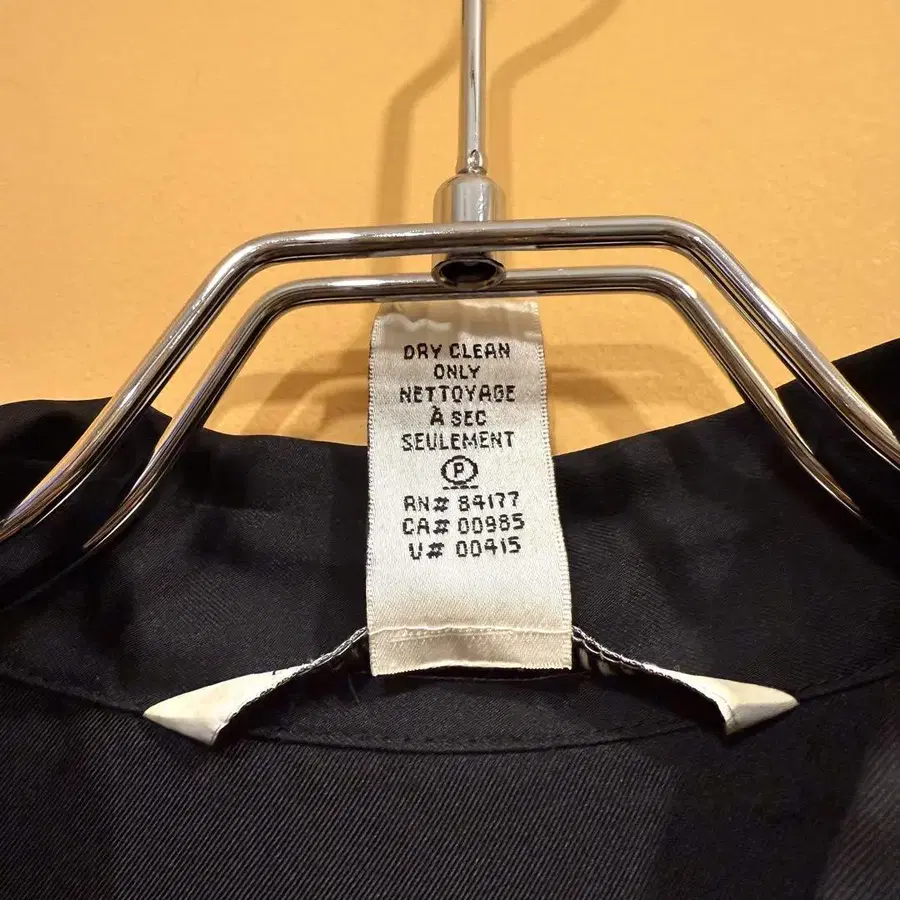 DRY CLEAN
ONLY
NETTOYAGE
À SEC
SEULEMENT
P
RN# 84177
CA# 00985
V# 00415